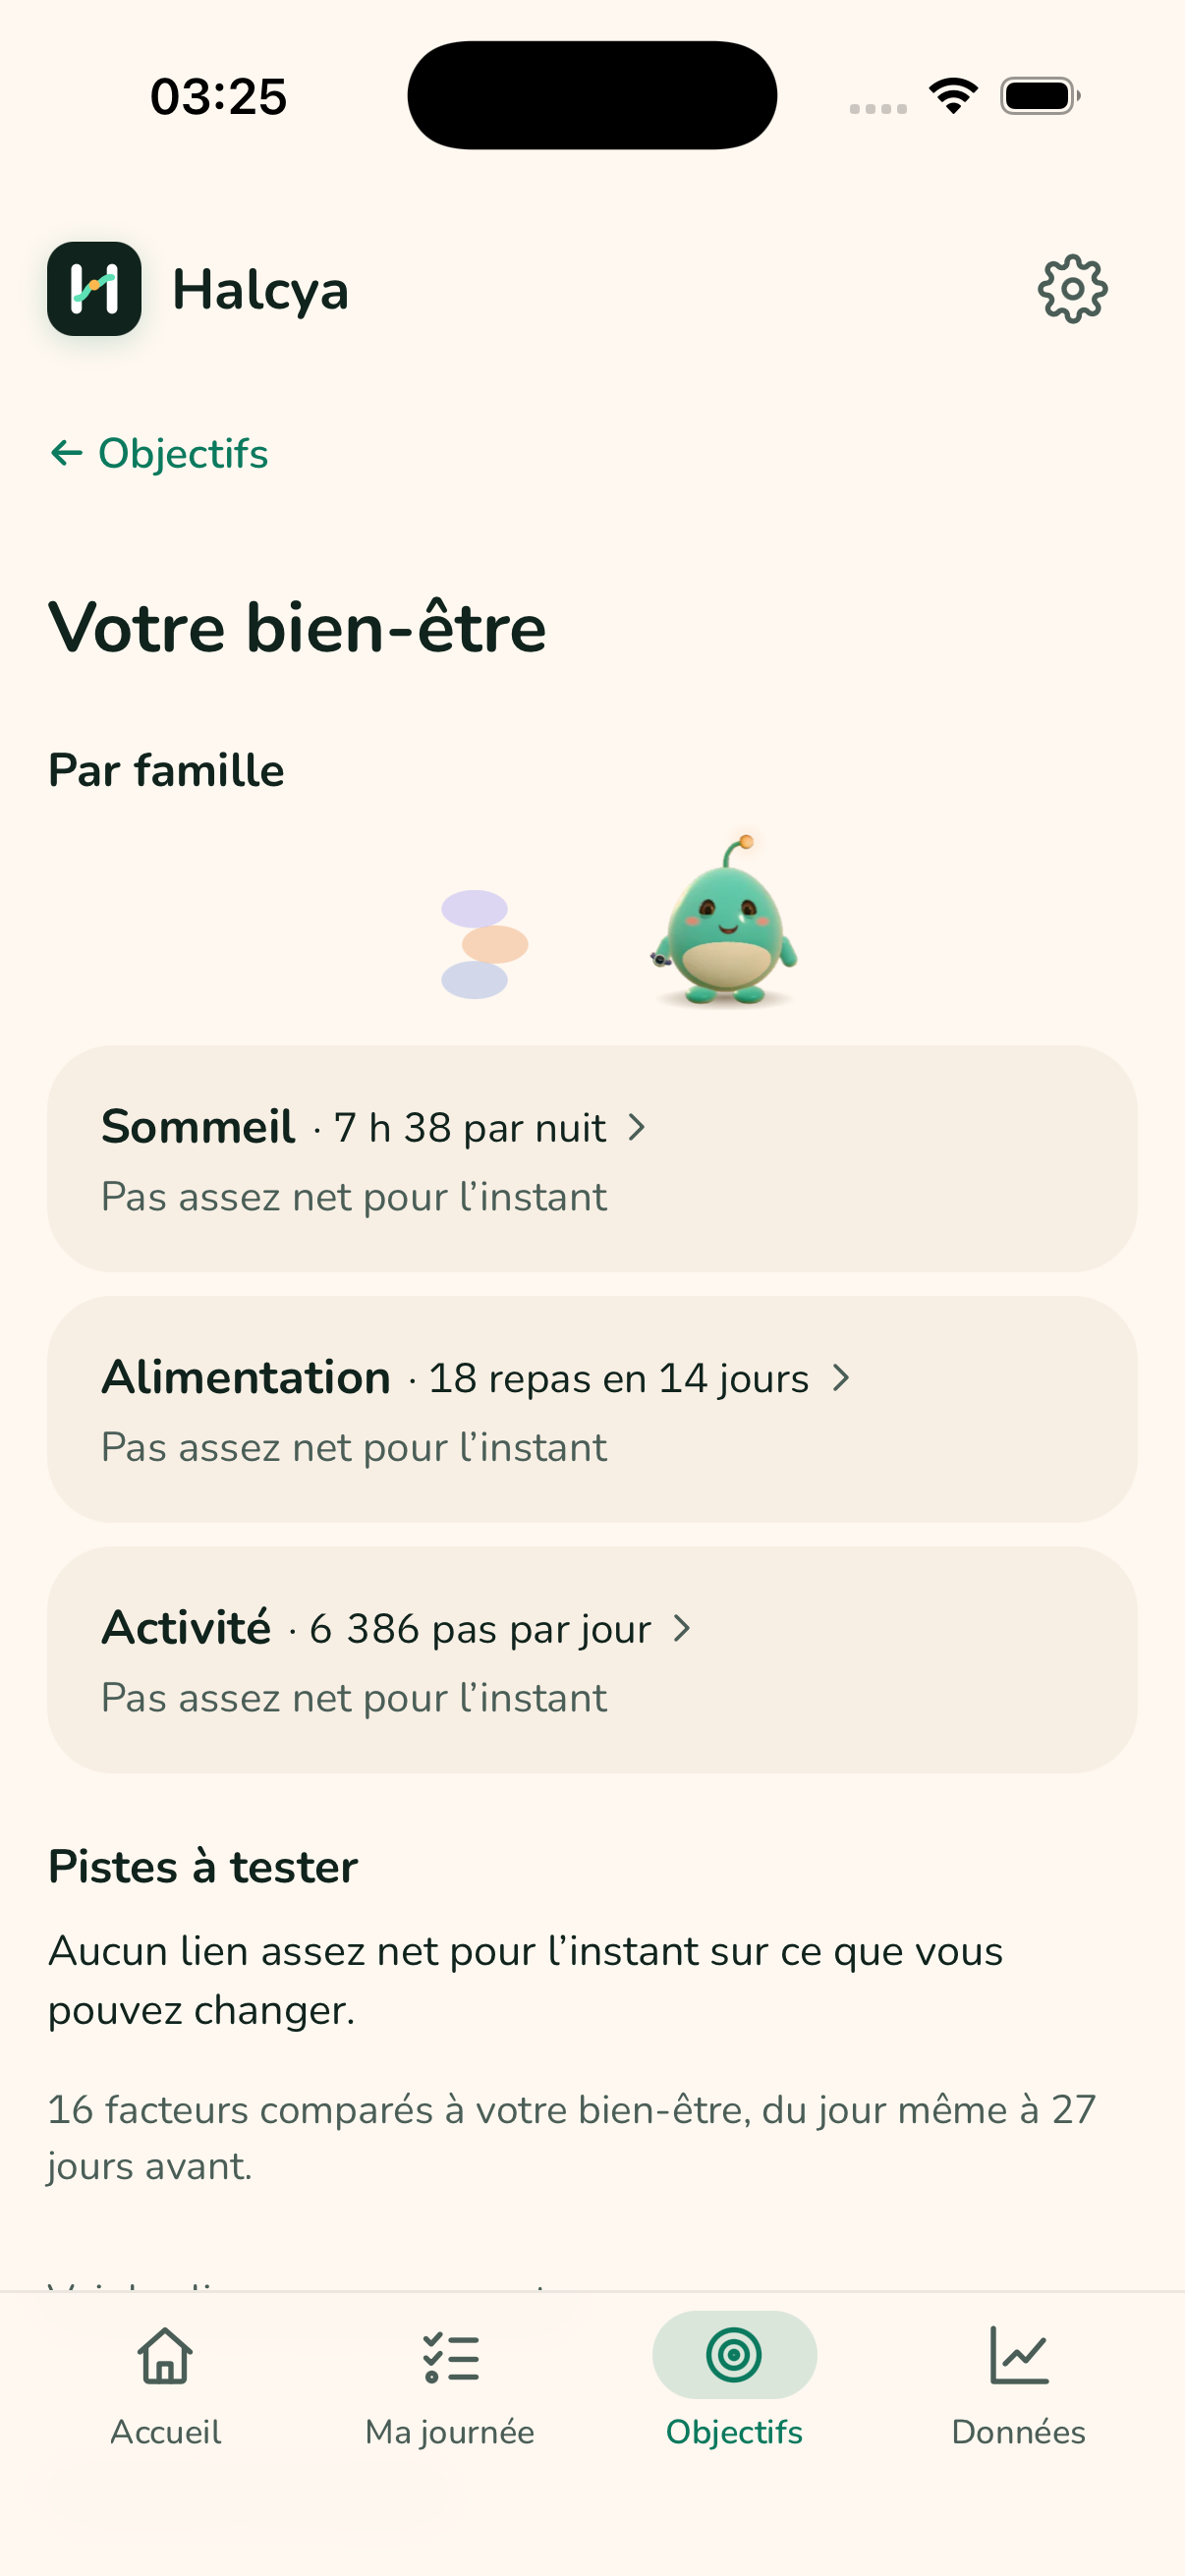 03:25
Halcya
← Objectifs
Votre bien-être
Par famille
Sommeil · 7 h 38 par nuit >
Pas assez net pour l’instant
Alimentation · 18 repas en 14 jours >
Pas assez net pour l’instant
Activité · 6 386 pas par jour >
Pas assez net pour l’instant
Pistes à tester
Aucun lien assez net pour l’instant sur ce que vous
pouvez changer.
16 facteurs comparés à votre bien-être, du jour même à 27
jours avant.
Accueil
Ma journée
Objectifs
Données